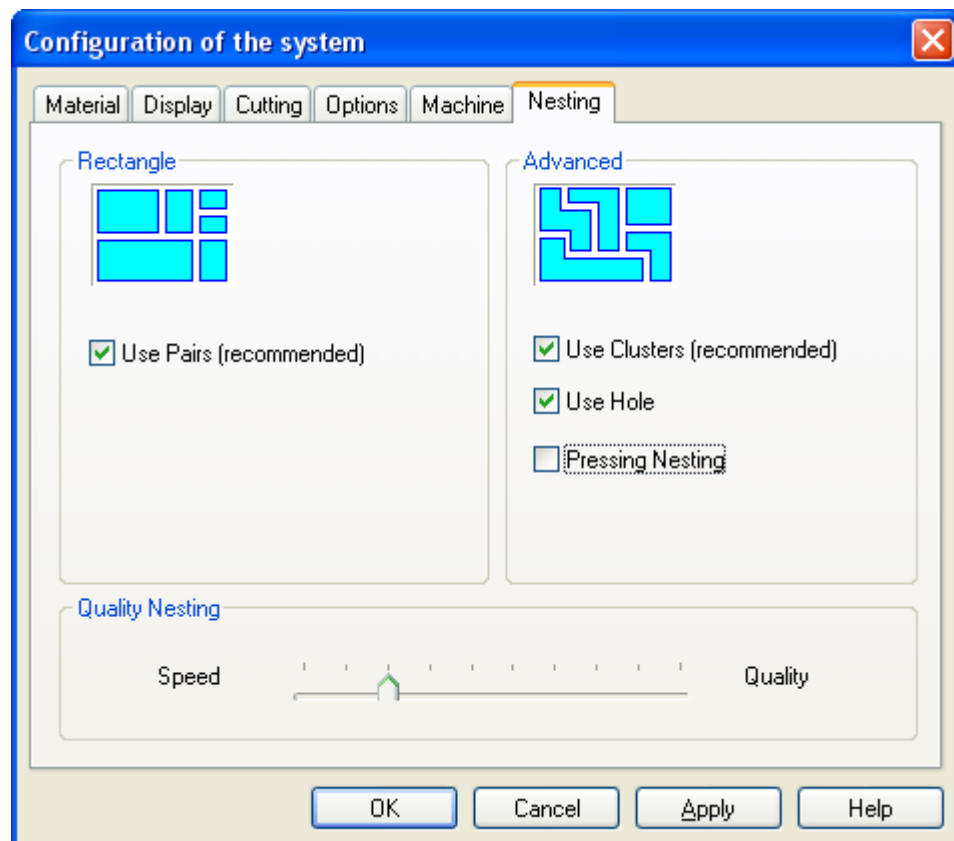 Configuration of the system
Material Display Cutting Options Machine Nesting
Rectangle
Use Pairs (recommended)
Advanced
Use Clusters (recommended)
Use Hole
Pressing Nesting
Quality Nesting
Speed Quality
OK Cancel Apply Help